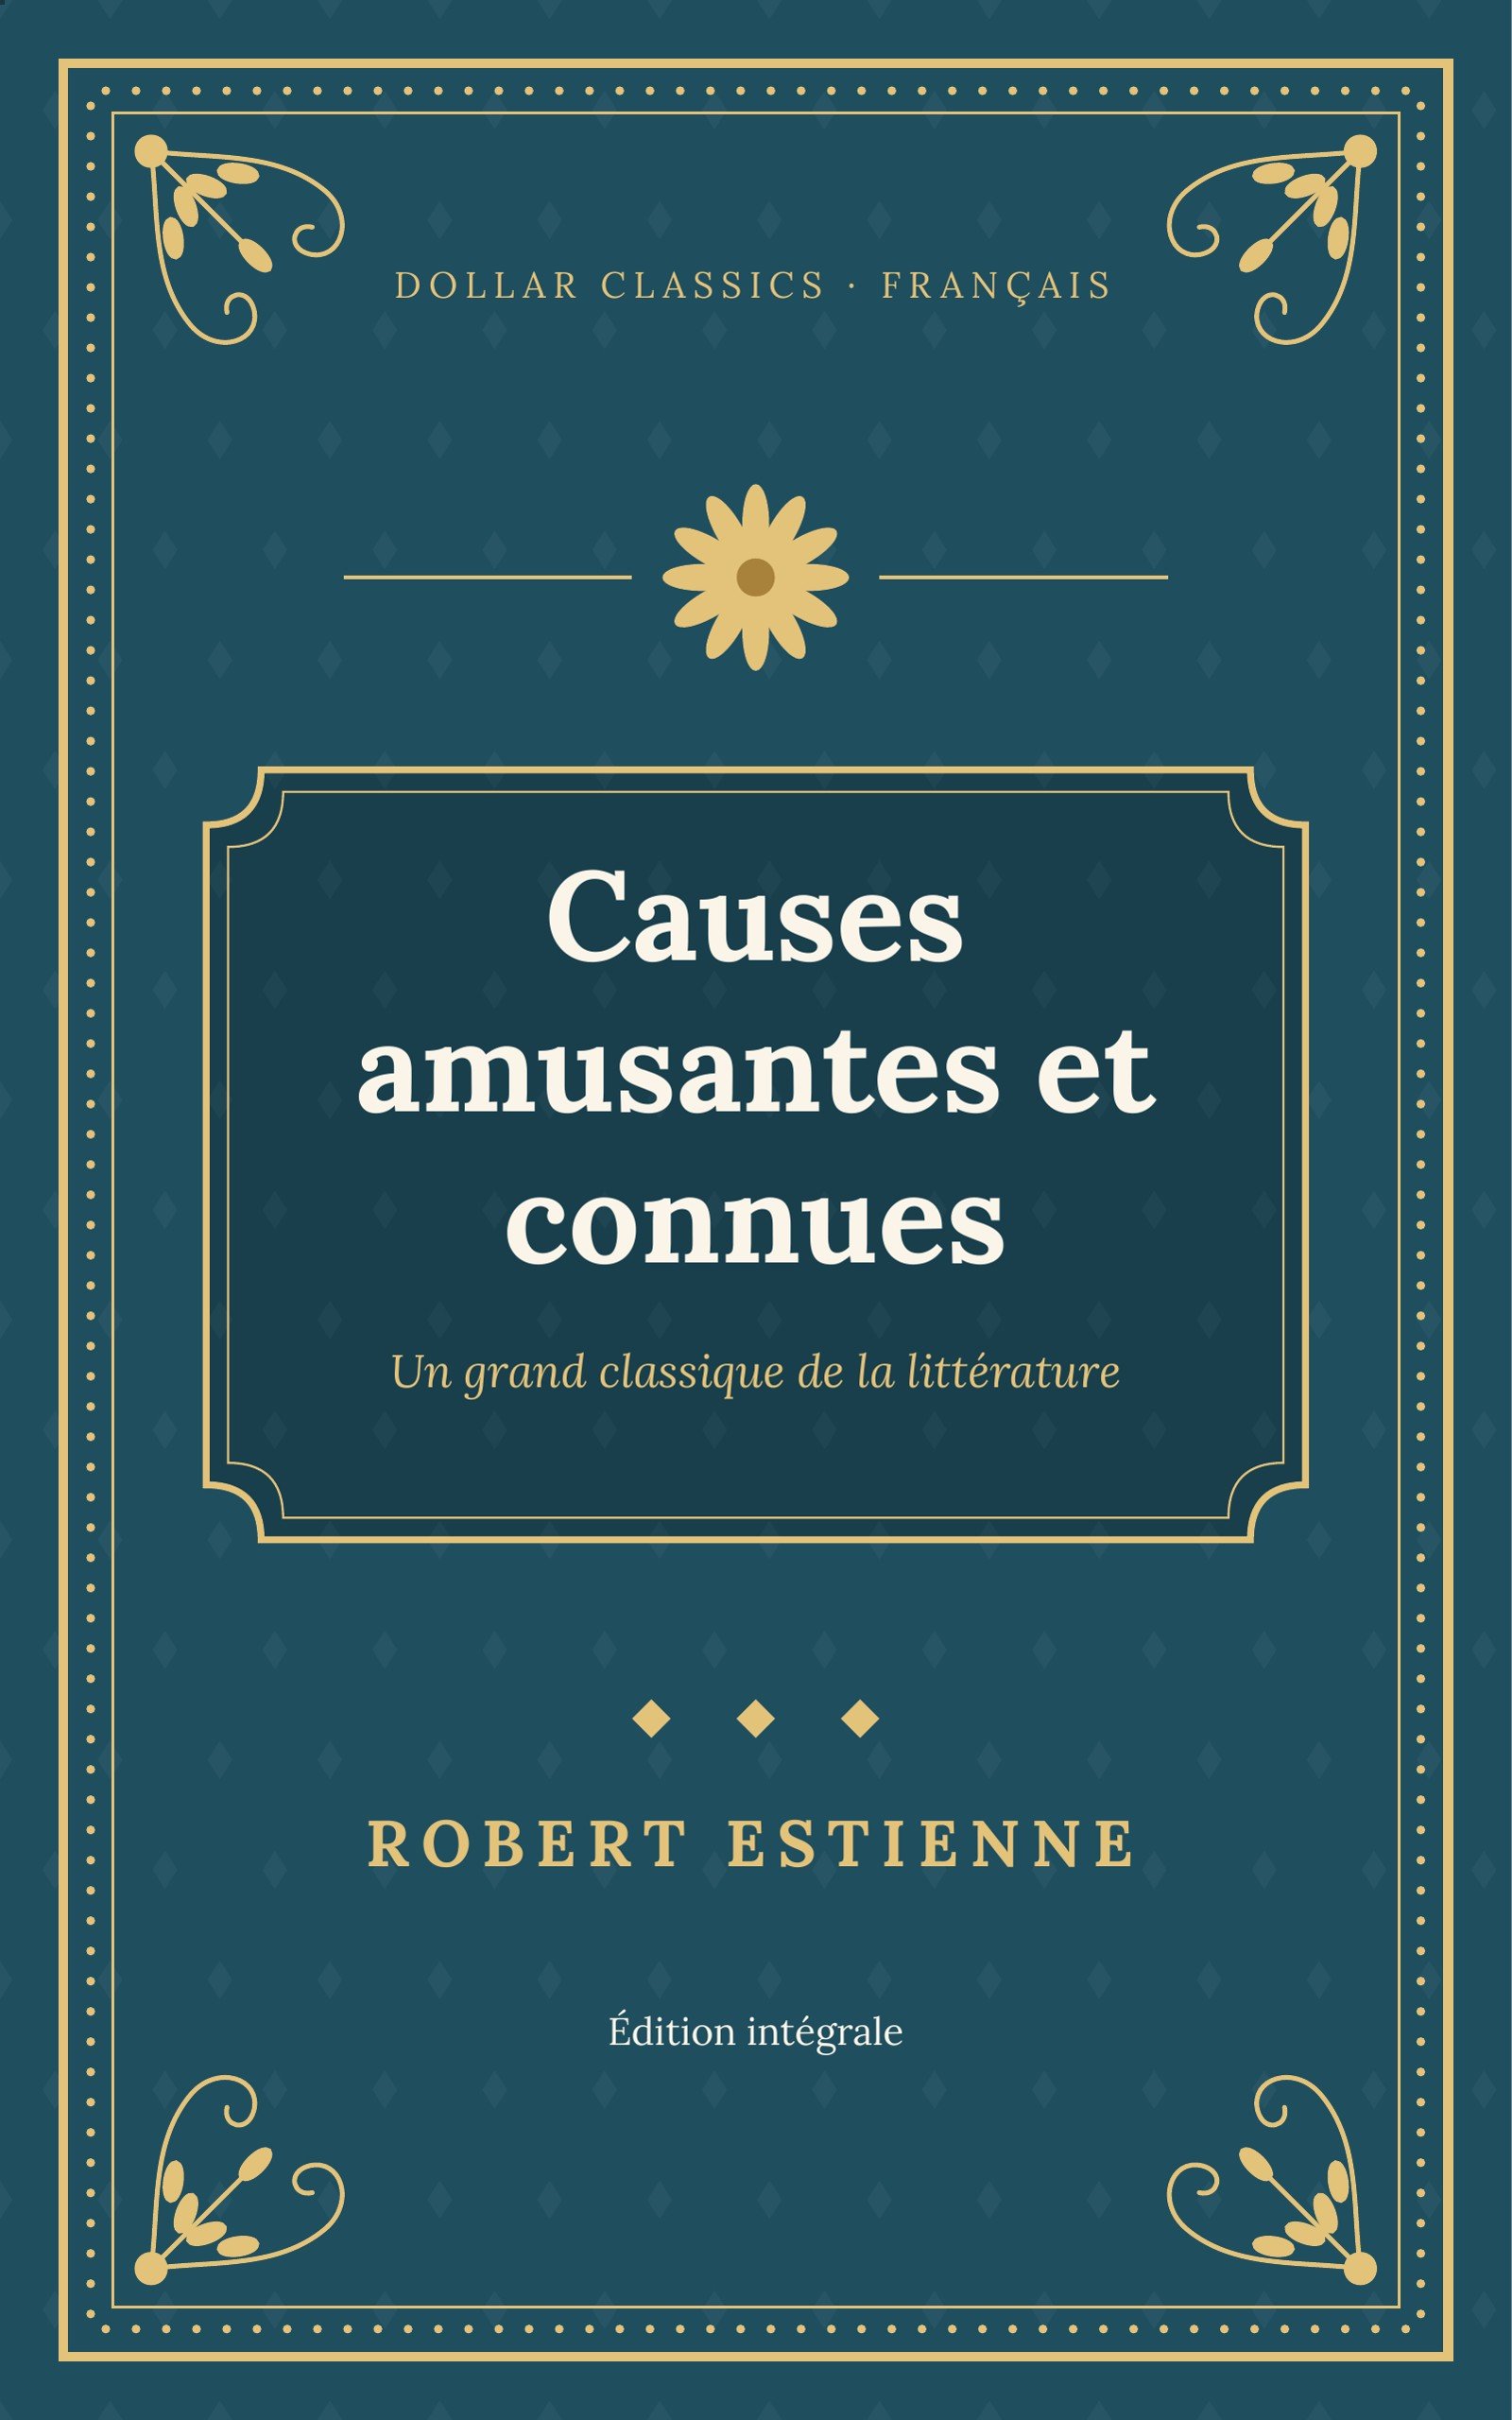 DOLLAR CLASSICS · FRANÇAIS
Causes
amusantes et
connues
Un grand classique de la littérature
ROBERT ESTIENNE
Édition intégrale